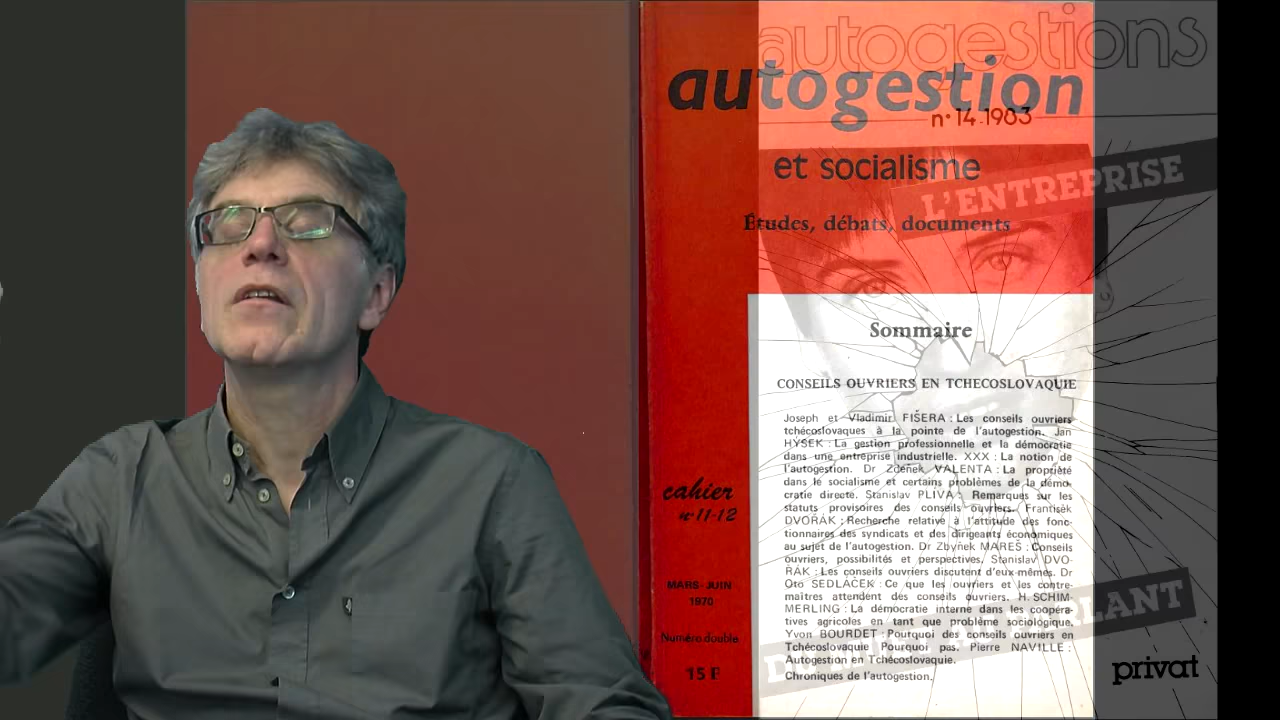 autogestions
autogestion
n° 14 1983
et socialisme
L'ENTREPRISE
Études, débats, documents
Sommaire
CONSEILS OUVRIERS EN TCHECOSLOVAQUIE
Joseph et Vladimir FIŠERA : Les conseils ouvriers
tchécoslovaques à la pointe de l'autogestion. Jan
HYSEK : La gestion professionnelle et la démocratie
dans une entreprise industrielle. XXX : La notion de
l'autogestion. Dr Zdenek VALENTA : La propriété
dans le socialisme et certains problèmes de la démo-
cratie directe. Stanislav PLIVA : Remarques sur les
statuts provisoires des conseils ouvriers. Frantisék
DVOŘÁK : Recherche relative à l'attitude des fonc-
tionnaires des syndicats et des dirigeants économiques
au sujet de l'autogestion. Dr Zbyňek MAREŠ : Conseils
ouvriers, possibilités et perspectives. Stanislav DVO-
ŘAK : Les conseils ouvriers discutent d'eux-mêmes. Dr
Oto SEDLÁČEK : Ce que les ouvriers et les contre-
maîtres attendent des conseils ouvriers. H. SCHIM-
MERLING : La démocratie interne dans les coopéra-
tives agricoles en tant que problème sociologique.
Yvon BOURDET : Pourquoi des conseils ouvriers en
Tchécoslovaquie Pourquoi pas. Pierre NAVILLE :
Autogestion en Tchécoslovaquie.
Chroniques de l'autogestion.
cahier
n° 11-12
MARS-JUIN
1970
Numéro double
15 F
privat